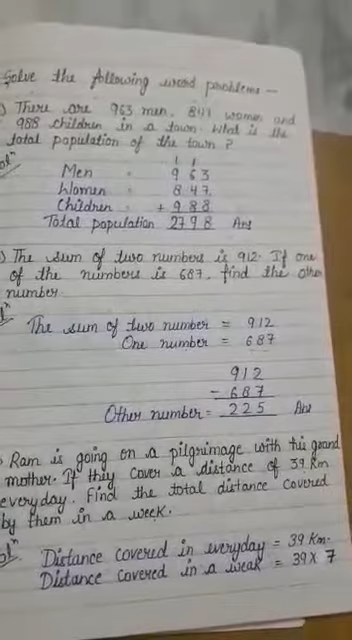 Solve the following word problems –
There are 963 men, 847 women and
988 children in a town. What is the
total population of the town?
Solⁿ
1 1
Men . 963
Women . 847
Children . + 988
Total population 2798 Ans
The sum of two numbers is 912. If one
of the numbers is 687, find the other
number.
The sum of two number = 912
One number = 687
912
- 687
Other number = 225 Ans
Ram is going on a pilgrimage with his grand
mother. If they cover a distance of 39 Km
everyday. Find the total distance covered
by them in a week.
Solⁿ
Distance covered in everyday = 39 Km.
Distance covered in a weak = 39 x 7